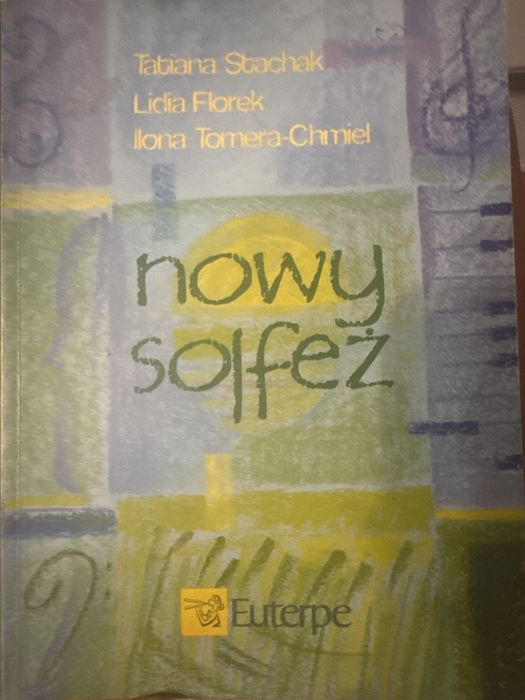 Tatiana Stachak
Lidia Florek
Ilona Tomera-Chmiel
nowy
solfeż
Euterpe